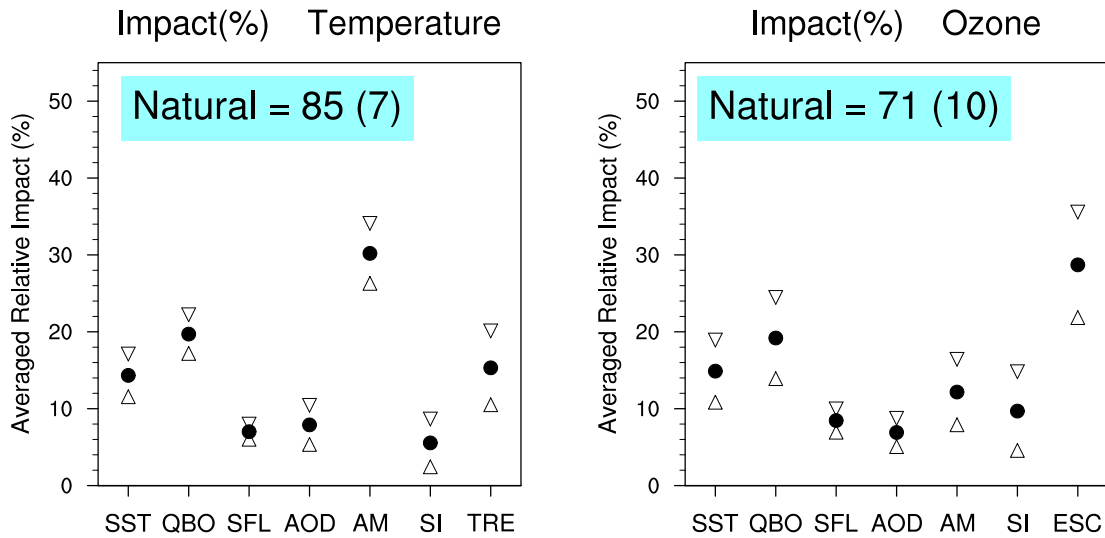 Impact(%) Temperature
Natural = 85 (7)
Averaged Relative Impact (%)
50
40
30
20
10
0
SST QBO SFL AOD AM SI TRE
Impact(%) Ozone
Natural = 71 (10)
Averaged Relative Impact (%)
50
40
30
20
10
0
SST QBO SFL AOD AM SI ESC